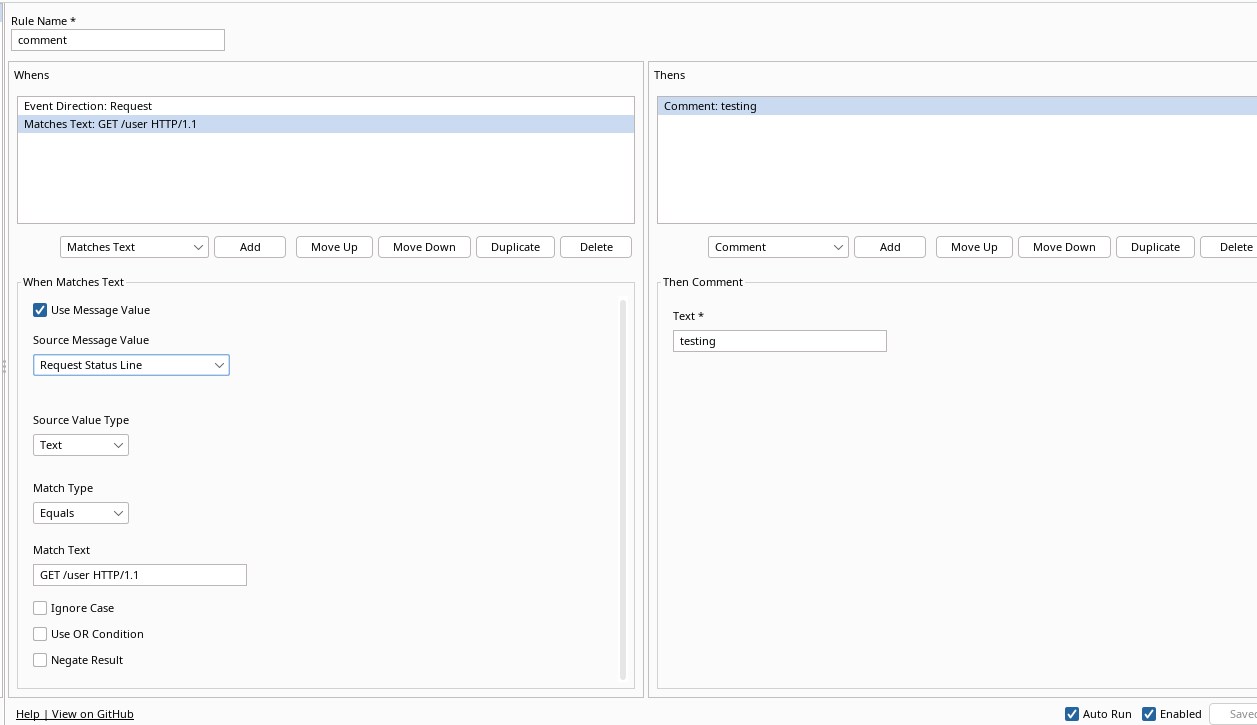 Rule Name *
comment
Whens
Event Direction: Request
Matches Text: GET /user HTTP/1.1
Matches Text
Add
Move Up
Move Down
Duplicate
Delete
When Matches Text
Use Message Value
Source Message Value
Request Status Line
Source Value Type
Text
Match Type
Equals
Match Text
GET /user HTTP/1.1
Ignore Case
Use OR Condition
Negate Result
Thens
Comment: testing
Comment
Add
Move Up
Move Down
Duplicate
Delete
Then Comment
Text *
testing
Help | View on GitHub
Auto Run
Enabled
Saved